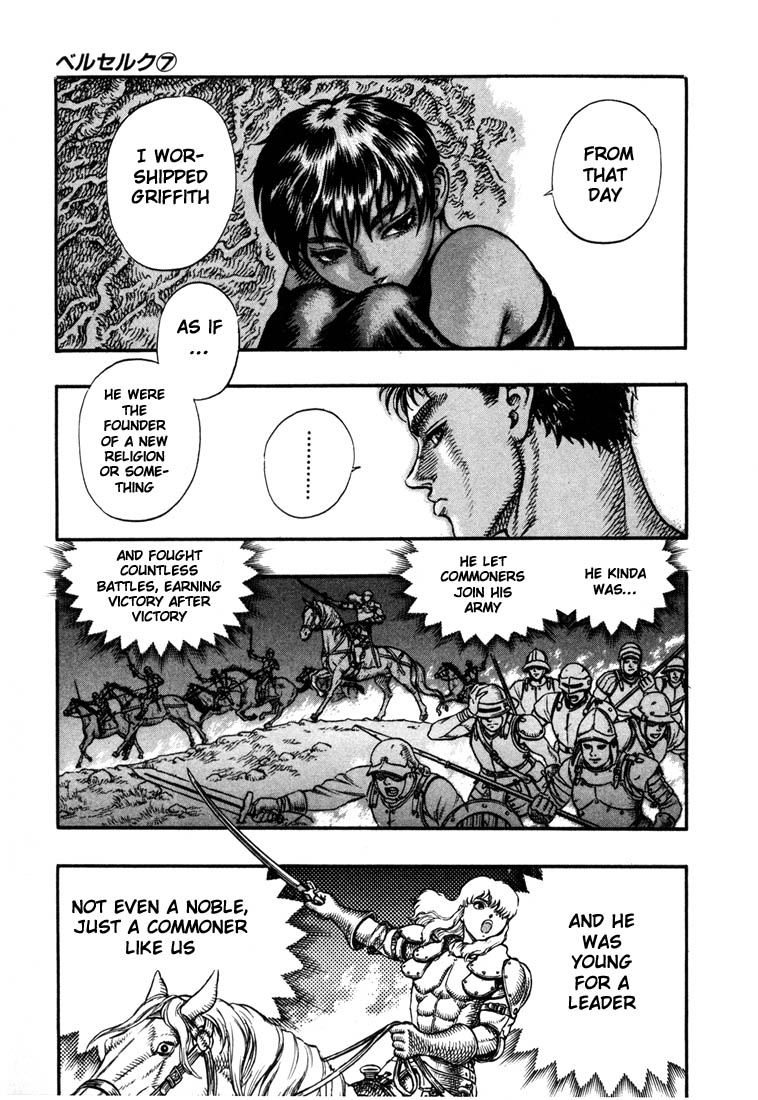 ベルセルク⑦
FROM
THAT
DAY
I WOR-
SHIPPED
GRIFFITH
AS IF
...
HE WERE
THE
FOUNDER
OF A NEW
RELIGION
OR SOME-
THING
.........
HE KINDA
WAS...
HE LET
COMMONERS
JOIN HIS
ARMY
AND FOUGHT
COUNTLESS
BATTLES, EARNING
VICTORY AFTER
VICTORY
AND HE
WAS
YOUNG
FOR A
LEADER
NOT EVEN A NOBLE,
JUST A COMMONER
LIKE US